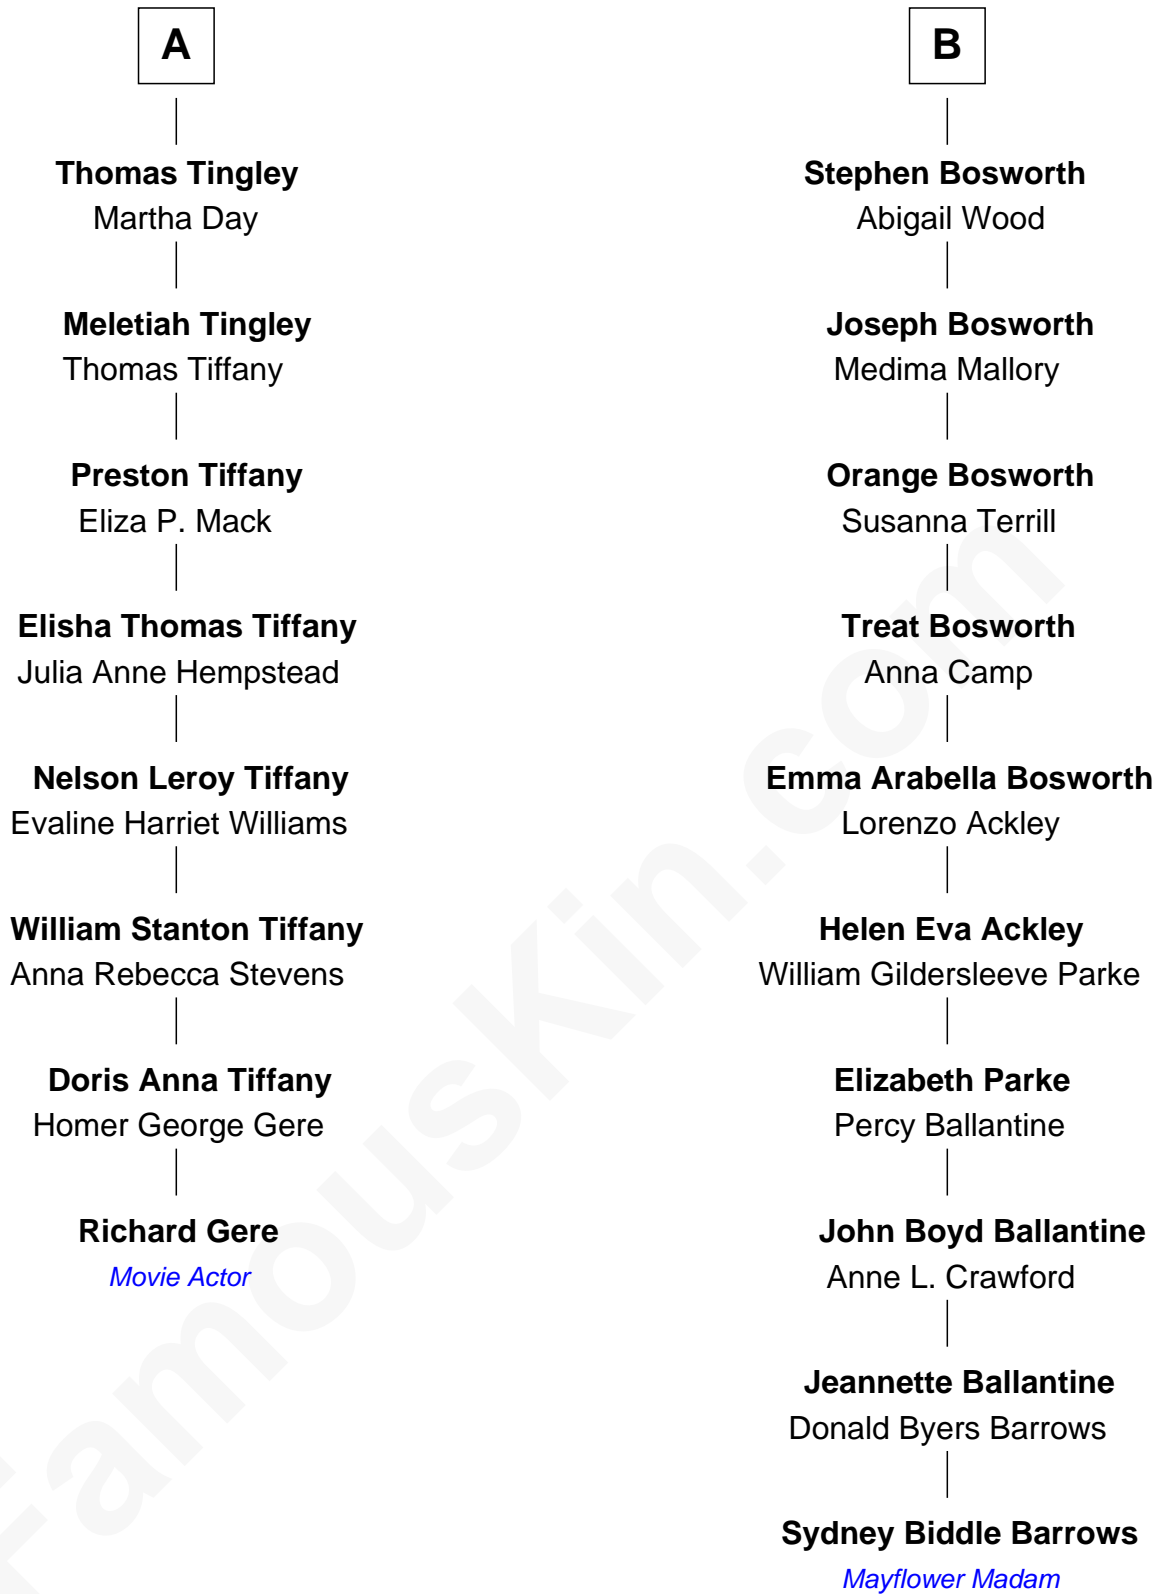 A
Thomas Tingley
Martha Day
Meletiah Tingley
Thomas Tiffany
Preston Tiffany
Eliza P. Mack
Elisha Thomas Tiffany
Julia Anne Hempstead
Nelson Leroy Tiffany
Evaline Harriet Williams
William Stanton Tiffany
Anna Rebecca Stevens
Doris Anna Tiffany
Homer George Gere
Richard Gere
Movie Actor
B
Stephen Bosworth
Abigail Wood
Joseph Bosworth
Medima Mallory
Orange Bosworth
Susanna Terrill
Treat Bosworth
Anna Camp
Emma Arabella Bosworth
Lorenzo Ackley
Helen Eva Ackley
William Gildersleeve Parke
Elizabeth Parke
Percy Ballantine
John Boyd Ballantine
Anne L. Crawford
Jeannette Ballantine
Donald Byers Barrows
Sydney Biddle Barrows
Mayflower Madam
FamousKin.com